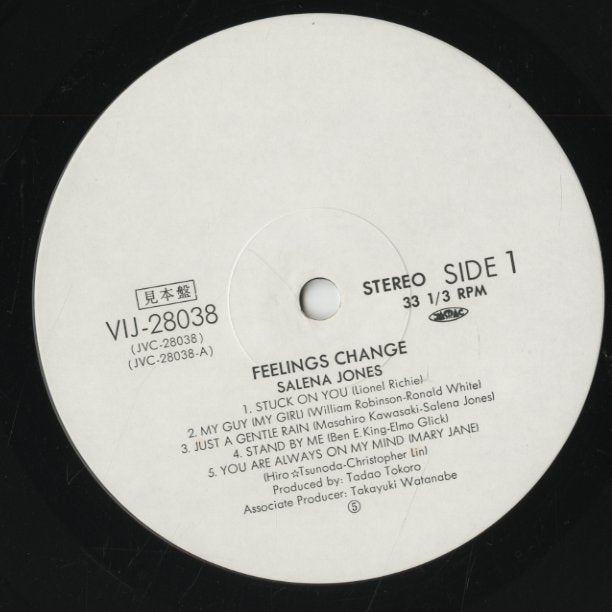 見本盤
VIJ-28038
(JVC-28038)
(JVC-28038-A)
STEREO SIDE 1
33 1/3 RPM
FEELINGS CHANGE
SALENA JONES
1. STUCK ON YOU (Lionel Richie)
2. MY GUY (MY GIRL) (William Robinson-Ronald White)
3. JUST A GENTLE RAIN (Masahiro Kawasaki-Salena Jones)
4. STAND BY ME (Ben E.King-Elmo Glick)
5. YOU ARE ALWAYS ON MY MIND (MARY JANE)
(Hiro☆Tsunoda-Christopher Lin)
Produced by: Tadao Tokoro
Associate Producer: Takayuki Watanabe
⑤